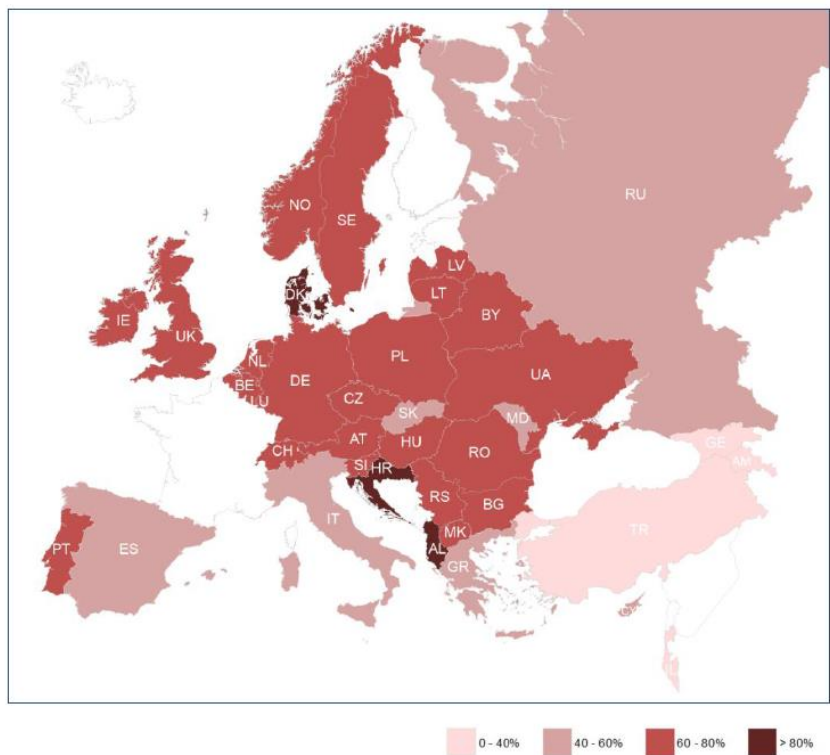 RU
NO
SE
LV
DK
LT
IE
BY
UK
NL
PL
BE
DE
UA
LU
CZ
SK
MD
AT
HU
CH
RO
GE
SI
HR
AM
RS
BG
IT
MK
TR
PT
ES
AL
GR
CY
0 - 40%
40 - 60%
60 - 80%
> 80%